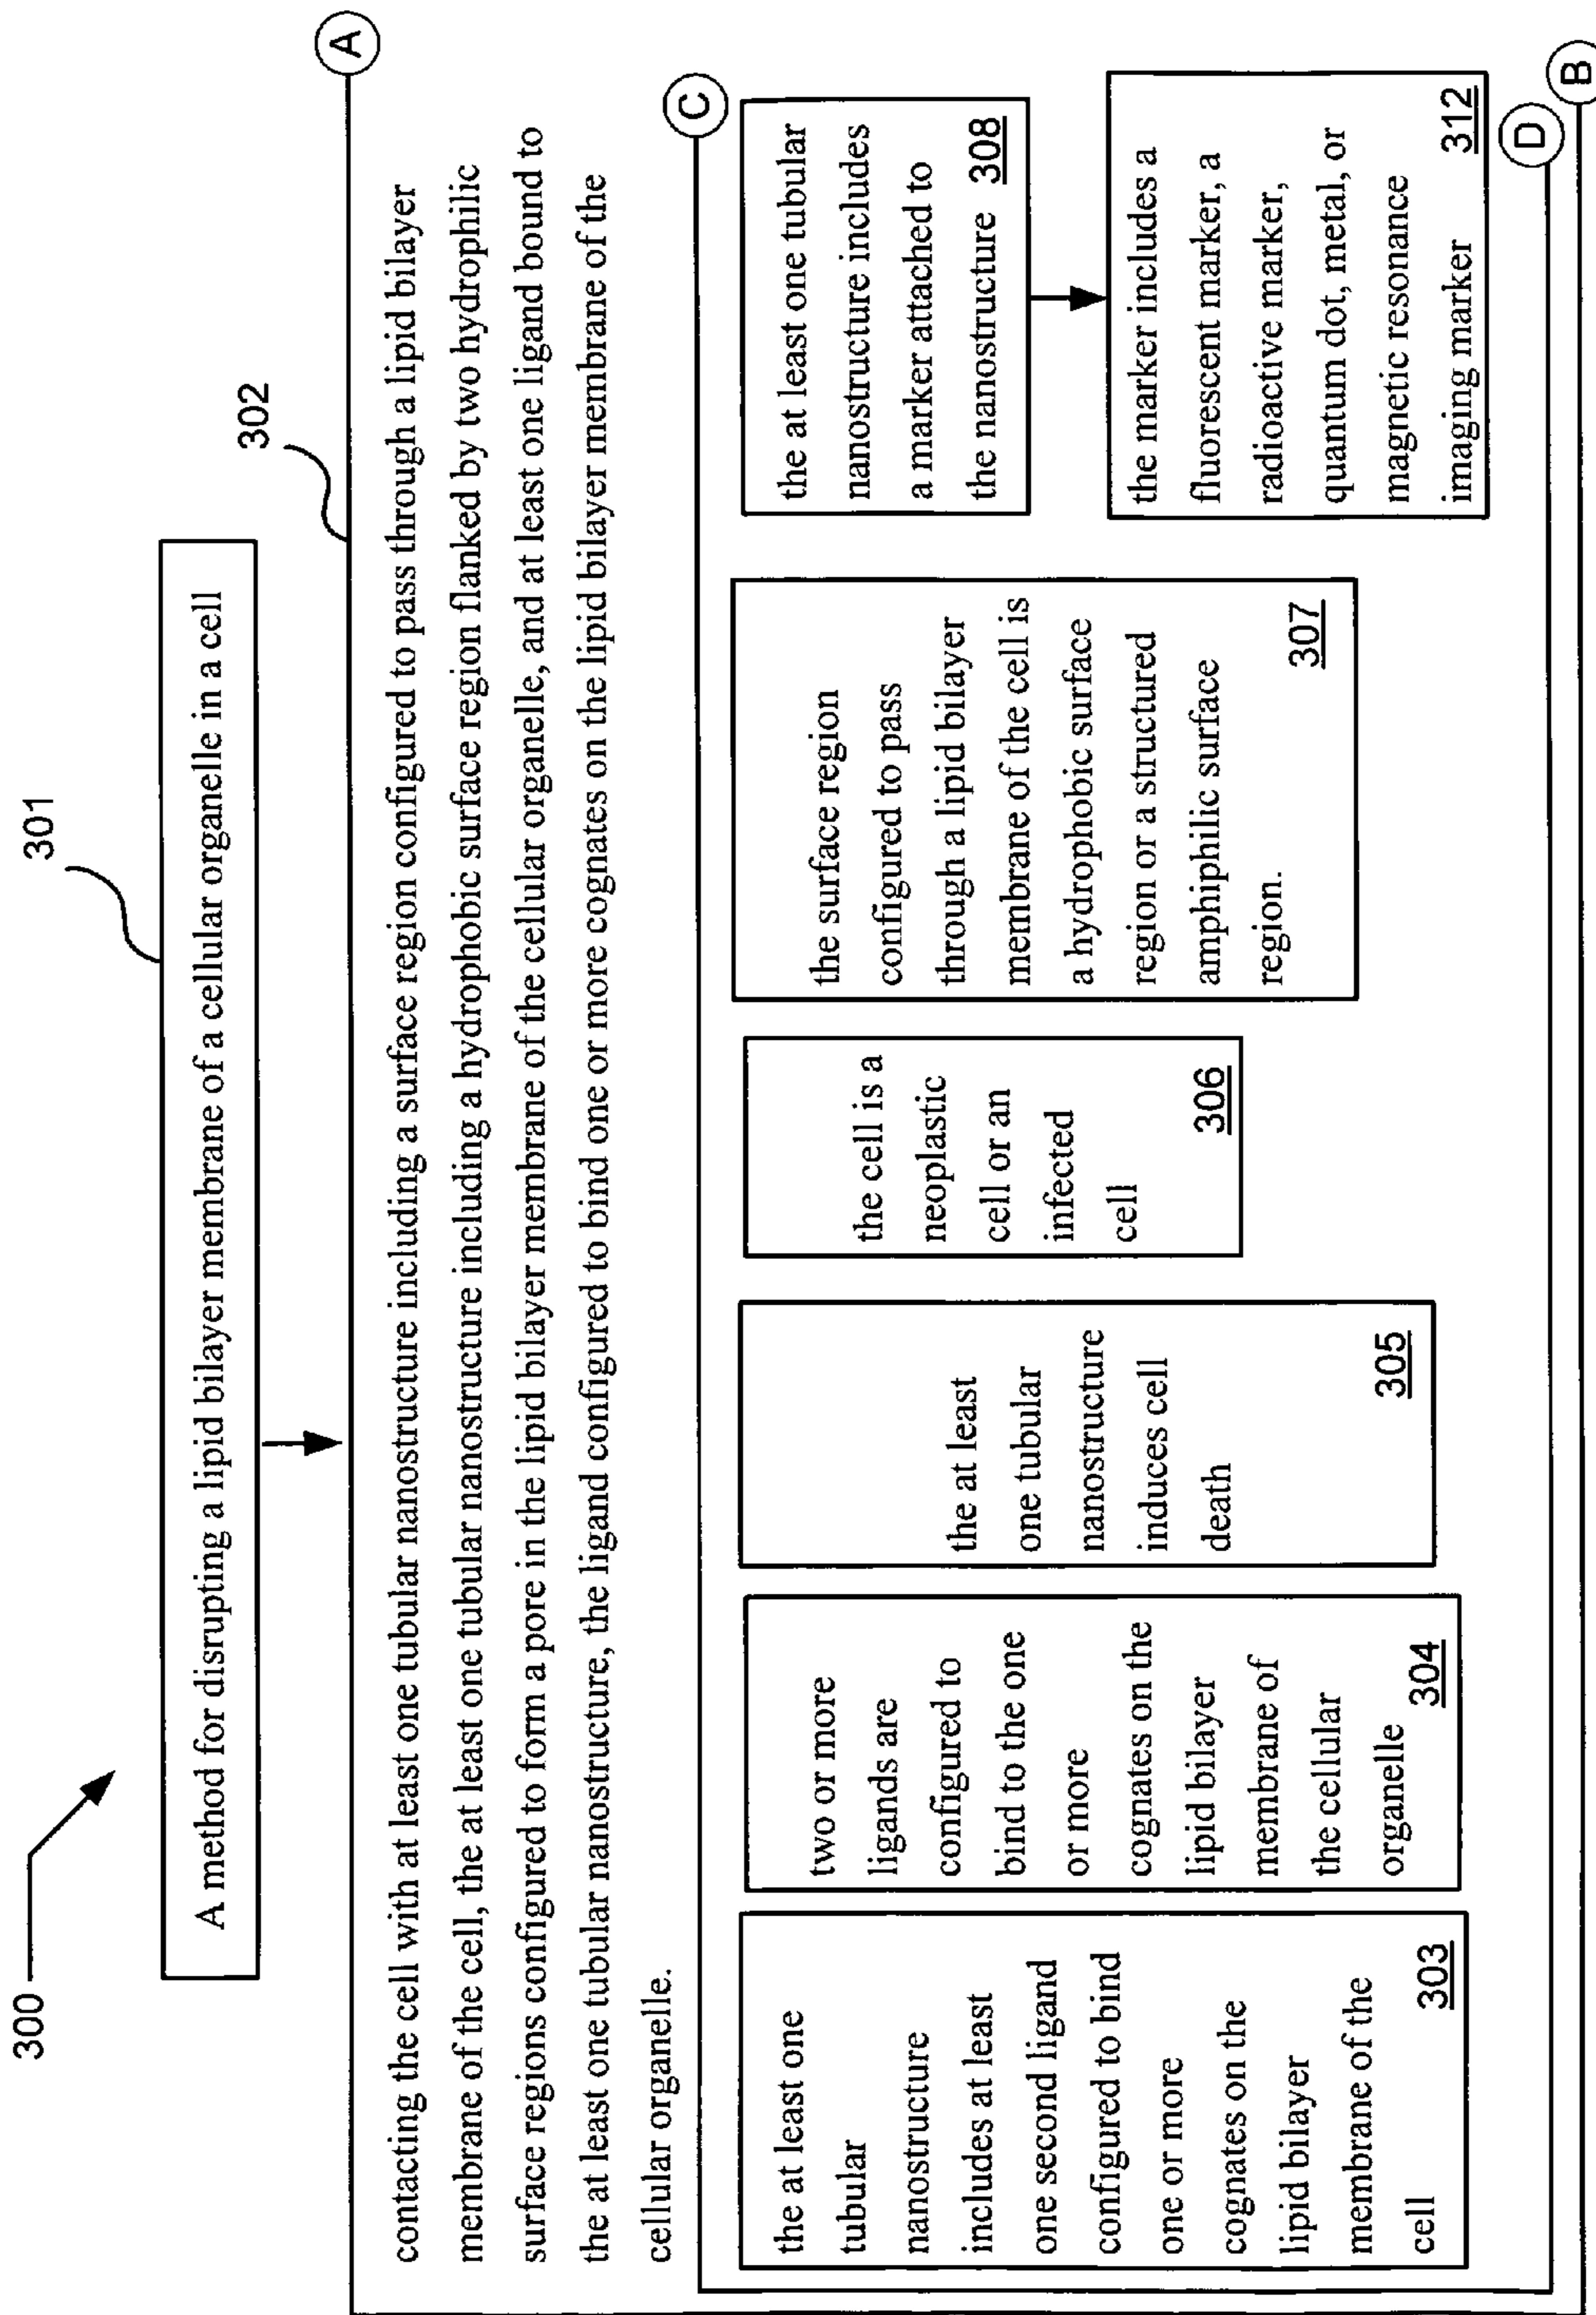 300
301
A method for disrupting a lipid bilayer membrane of a cellular organelle in a cell
302
A
contacting the cell with at least one tubular nanostructure including a surface region configured to pass through a lipid bilayer
membrane of the cell, the at least one tubular nanostructure including a hydrophobic surface region flanked by two hydrophilic
surface regions configured to form a pore in the lipid bilayer membrane of the cellular organelle, and at least one ligand bound to
the at least one tubular nanostructure, the ligand configured to bind one or more cognates on the lipid bilayer membrane of the
cellular organelle.
C
the at least one
tubular
nanostructure
includes at least
one second ligand
configured to bind
one or more
cognates on the
lipid bilayer
membrane of the
cell
303
two or more
ligands are
configured to
bind to the one
or more
cognates on the
lipid bilayer
membrane of
the cellular
organelle
304
the at least
one tubular
nanostructure
induces cell
death
305
the cell is a
neoplastic
cell or an
infected
cell
306
the surface region
configured to pass
through a lipid bilayer
membrane of the cell is
a hydrophobic surface
region or a structured
amphiphilic surface
region.
307
the at least one tubular
nanostructure includes
a marker attached to
the nanostructure 308
the marker includes a
fluorescent marker, a
radioactive marker,
quantum dot, metal, or
magnetic resonance
imaging marker 312
D
B